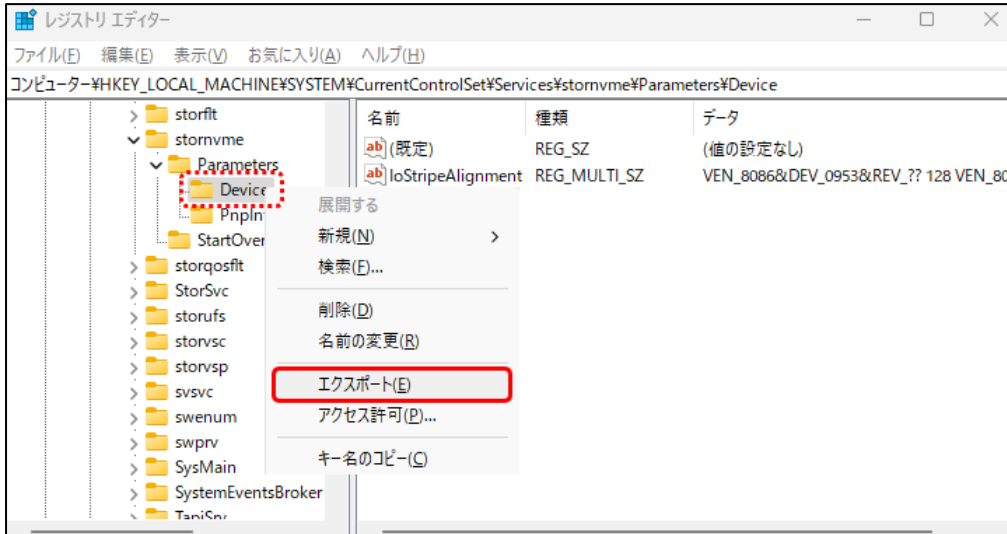 レジストリ エディター
ファイル(F) 編集(E) 表示(V) お気に入り(A) ヘルプ(H)
コンピューター¥HKEY_LOCAL_MACHINE¥SYSTEM¥CurrentControlSet¥Services¥stornvme¥Parameters¥Device
storflt
stornvme
Parameters
Device
PnpIn
StartOver
storqosflt
StorSvc
storufs
storvsc
storvsp
svsvc
swenum
swprv
SysMain
SystemEventsBroker
TapiSrv
展開する
新規(N)
検索(F)...
削除(D)
名前の変更(R)
エクスポート(E)
アクセス許可(P)...
キー名のコピー(C)
名前 種類 データ
(既定) REG_SZ (値の設定なし)
IoStripeAlignment REG_MULTI_SZ VEN_8086&DEV_0953&REV_?? 128 VEN_80